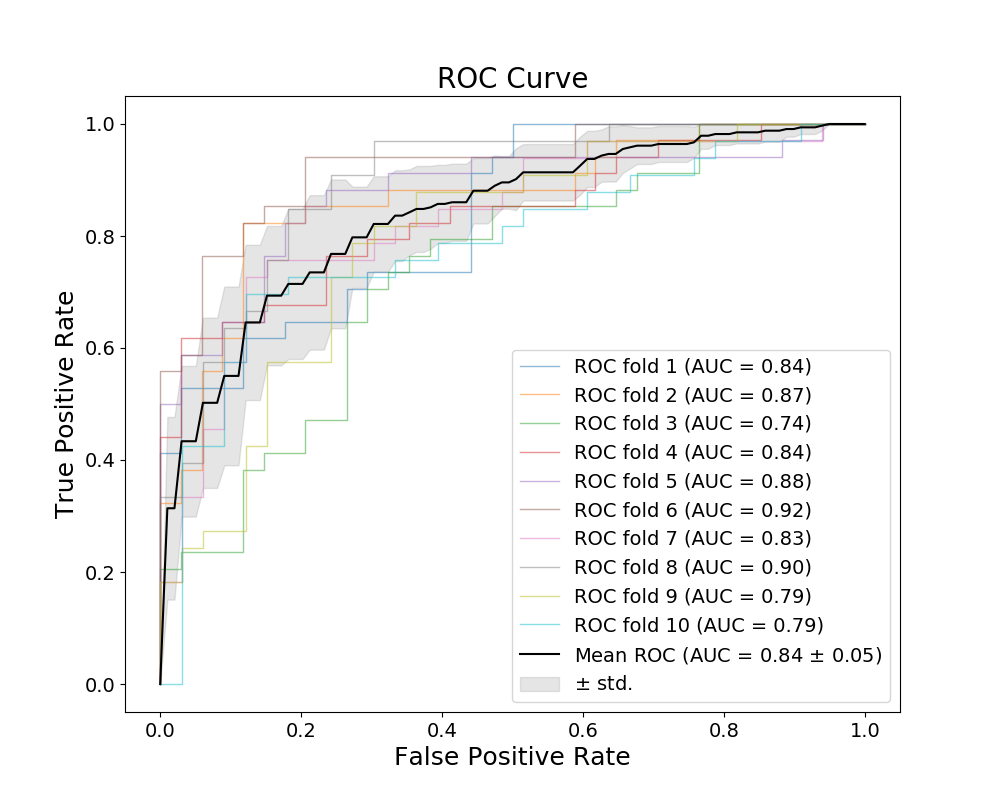 ROC Curve
1.0
0.8
0.6
0.4
0.2
0.0
True Positive Rate
ROC fold 1 (AUC = 0.84)
ROC fold 2 (AUC = 0.87)
ROC fold 3 (AUC = 0.74)
ROC fold 4 (AUC = 0.84)
ROC fold 5 (AUC = 0.88)
ROC fold 6 (AUC = 0.92)
ROC fold 7 (AUC = 0.83)
ROC fold 8 (AUC = 0.90)
ROC fold 9 (AUC = 0.79)
ROC fold 10 (AUC = 0.79)
Mean ROC (AUC = 0.84 ± 0.05)
± std.
0.0 0.2 0.4 0.6 0.8 1.0
False Positive Rate